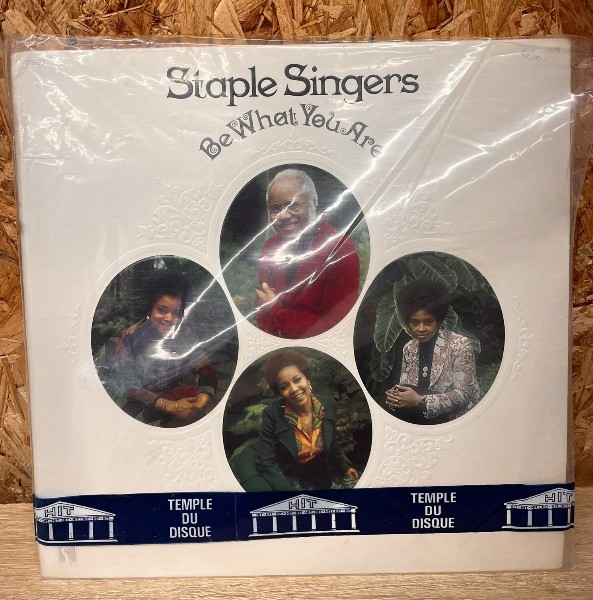 Staple Singers
Be What You Are
HIT
TEMPLE
DU
DISQUE
HIT
TEMPLE
DU
DISQUE
HIT